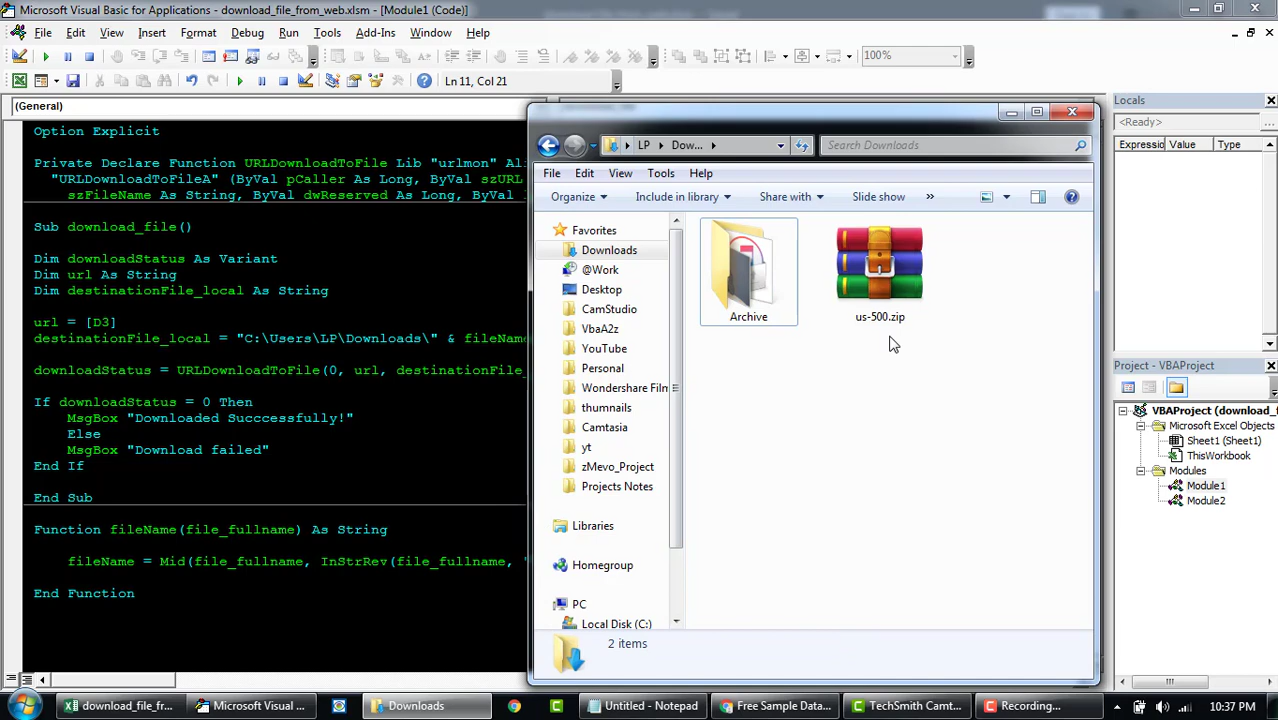 Microsoft Visual Basic for Applications - download_file_from_web.xlsm - [Module1 (Code)]
File Edit View Insert Format Debug Run Tools Add-Ins Window Help
100%
Ln 11, Col 21
(General)
Option Explicit
Private Declare Function URLDownloadToFile Lib "urlmon" Ali
"URLDownloadToFileA" (ByVal pCaller As Long, ByVal szURL
szFileName As String, ByVal dwReserved As Long, ByVal l
Sub download_file()
Dim downloadStatus As Variant
Dim url As String
Dim destinationFile_local As String
url = [D3]
destinationFile_local = "C:\Users\LP\Downloads\" & fileName
downloadStatus = URLDownloadToFile(0, url, destinationFile_
If downloadStatus = 0 Then
MsgBox "Downloaded Succcessfully!"
Else
MsgBox "Download failed"
End If
End Sub
Function fileName(file_fullname) As String
fileName = Mid(file_fullname, InStrRev(file_fullname, "
End Function
LP Dow...
Search Downloads
File Edit View Tools Help
Organize Include in library Share with Slide show »
Favorites
Downloads
@Work
Desktop
CamStudio
VbaA2z
YouTube
Personal
Wondershare Film
thumnails
Camtasia
yt
zMevo_Project
Projects Notes
Libraries
Homegroup
PC
Local Disk (C:)
Archive
us-500.zip
2 items
Locals
<Ready>
Expressio Value Type
Project - VBAProject
VBAProject (download_f
Microsoft Excel Objects
Sheet1 (Sheet1)
ThisWorkbook
Modules
Module1
Module2
download_file_fr...
Microsoft Visual ...
Downloads
Untitled - Notepad
Free Sample Data...
TechSmith Camt...
Recording...
10:37 PM